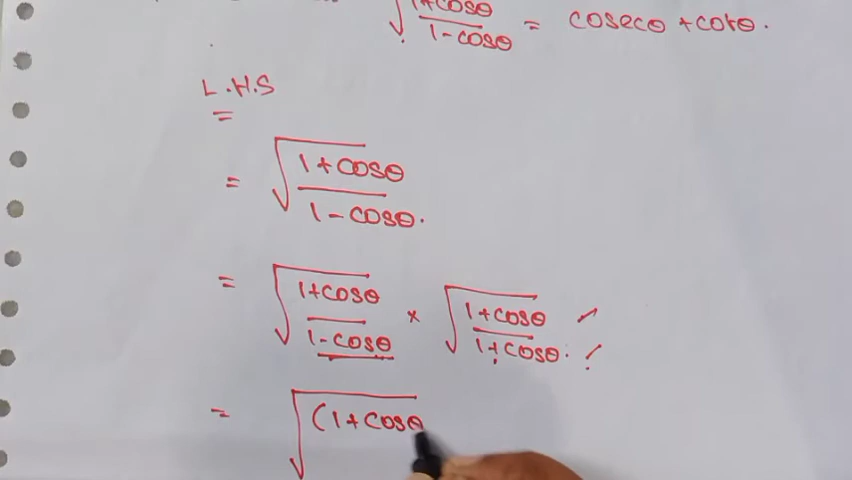 √(1+cosθ / 1-cosθ) = cosecθ + cotθ.
L.H.S
=
= √(1+cosθ / 1-cosθ).
= √(1+cosθ / 1-cosθ) × √(1+cosθ / 1+cosθ).
= √(1+cosθ